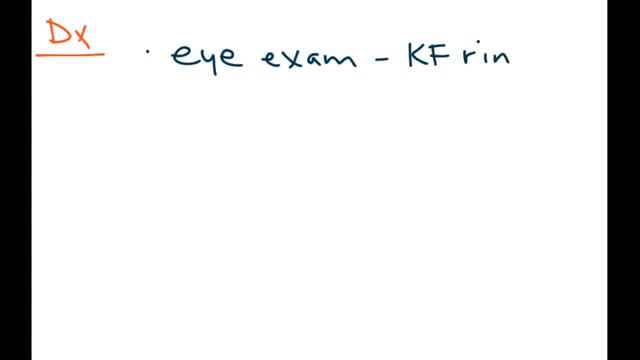 Dx
· eye exam – KF rin